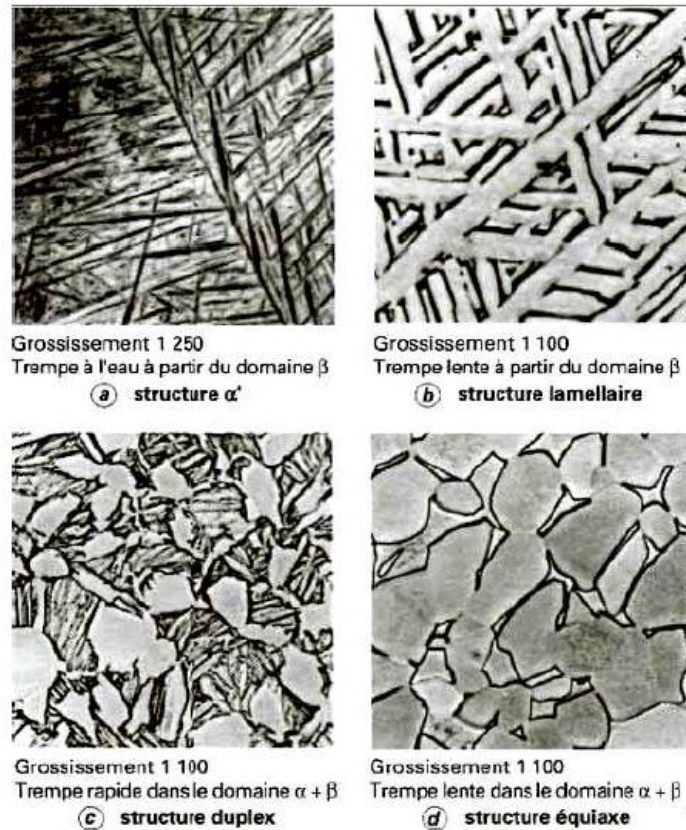 Grossissement 1 250
Trempe à l'eau à partir du domaine β
a structure α'
Grossissement 1 100
Trempe lente à partir du domaine β
b structure lamellaire
Grossissement 1 100
Trempe rapide dans le domaine α + β
c structure duplex
Grossissement 1 100
Trempe lente dans le domaine α + β
d structure équiaxe